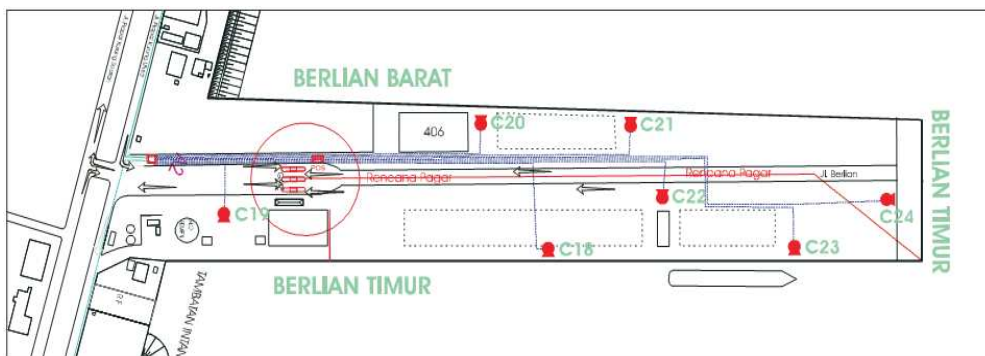 BERLIAN BARAT
C20
C21
406
POS
Rencana Pagar
Rencana Pagar
Jl. Berlian
C22
C24
C19
C18
C23
BERLIAN TIMUR
BERLIAN TIMUR
TAMBATAN INTAN